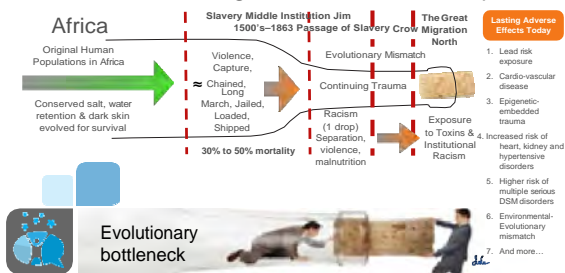 Africa
Slavery Middle Institution Jim
1500's–1863 Passage of Slavery Crow
The Great
Migration
North
Lasting Adverse
Effects Today
Original Human
Populations in Africa
Conserved salt, water
retention & dark skin
evolved for survival
Violence,
Capture,
≈ Chained,
Long
March, Jailed,
Loaded,
Shipped
30% to 50% mortality
Evolutionary Mismatch
Continuing Trauma
Racism
(1 drop)
Separation,
violence,
malnutrition
Exposure
to Toxins &
Institutional
Racism
1. Lead risk
exposure
2. Cardio-vascular
disease
3. Epigenetic-
embedded
trauma
4. Increased risk of
heart, kidney and
hypertensive
disorders
5. Higher risk of
multiple serious
DSM disorders
6. Environmental-
Evolutionary
mismatch
7. And more…
Evolutionary
bottleneck